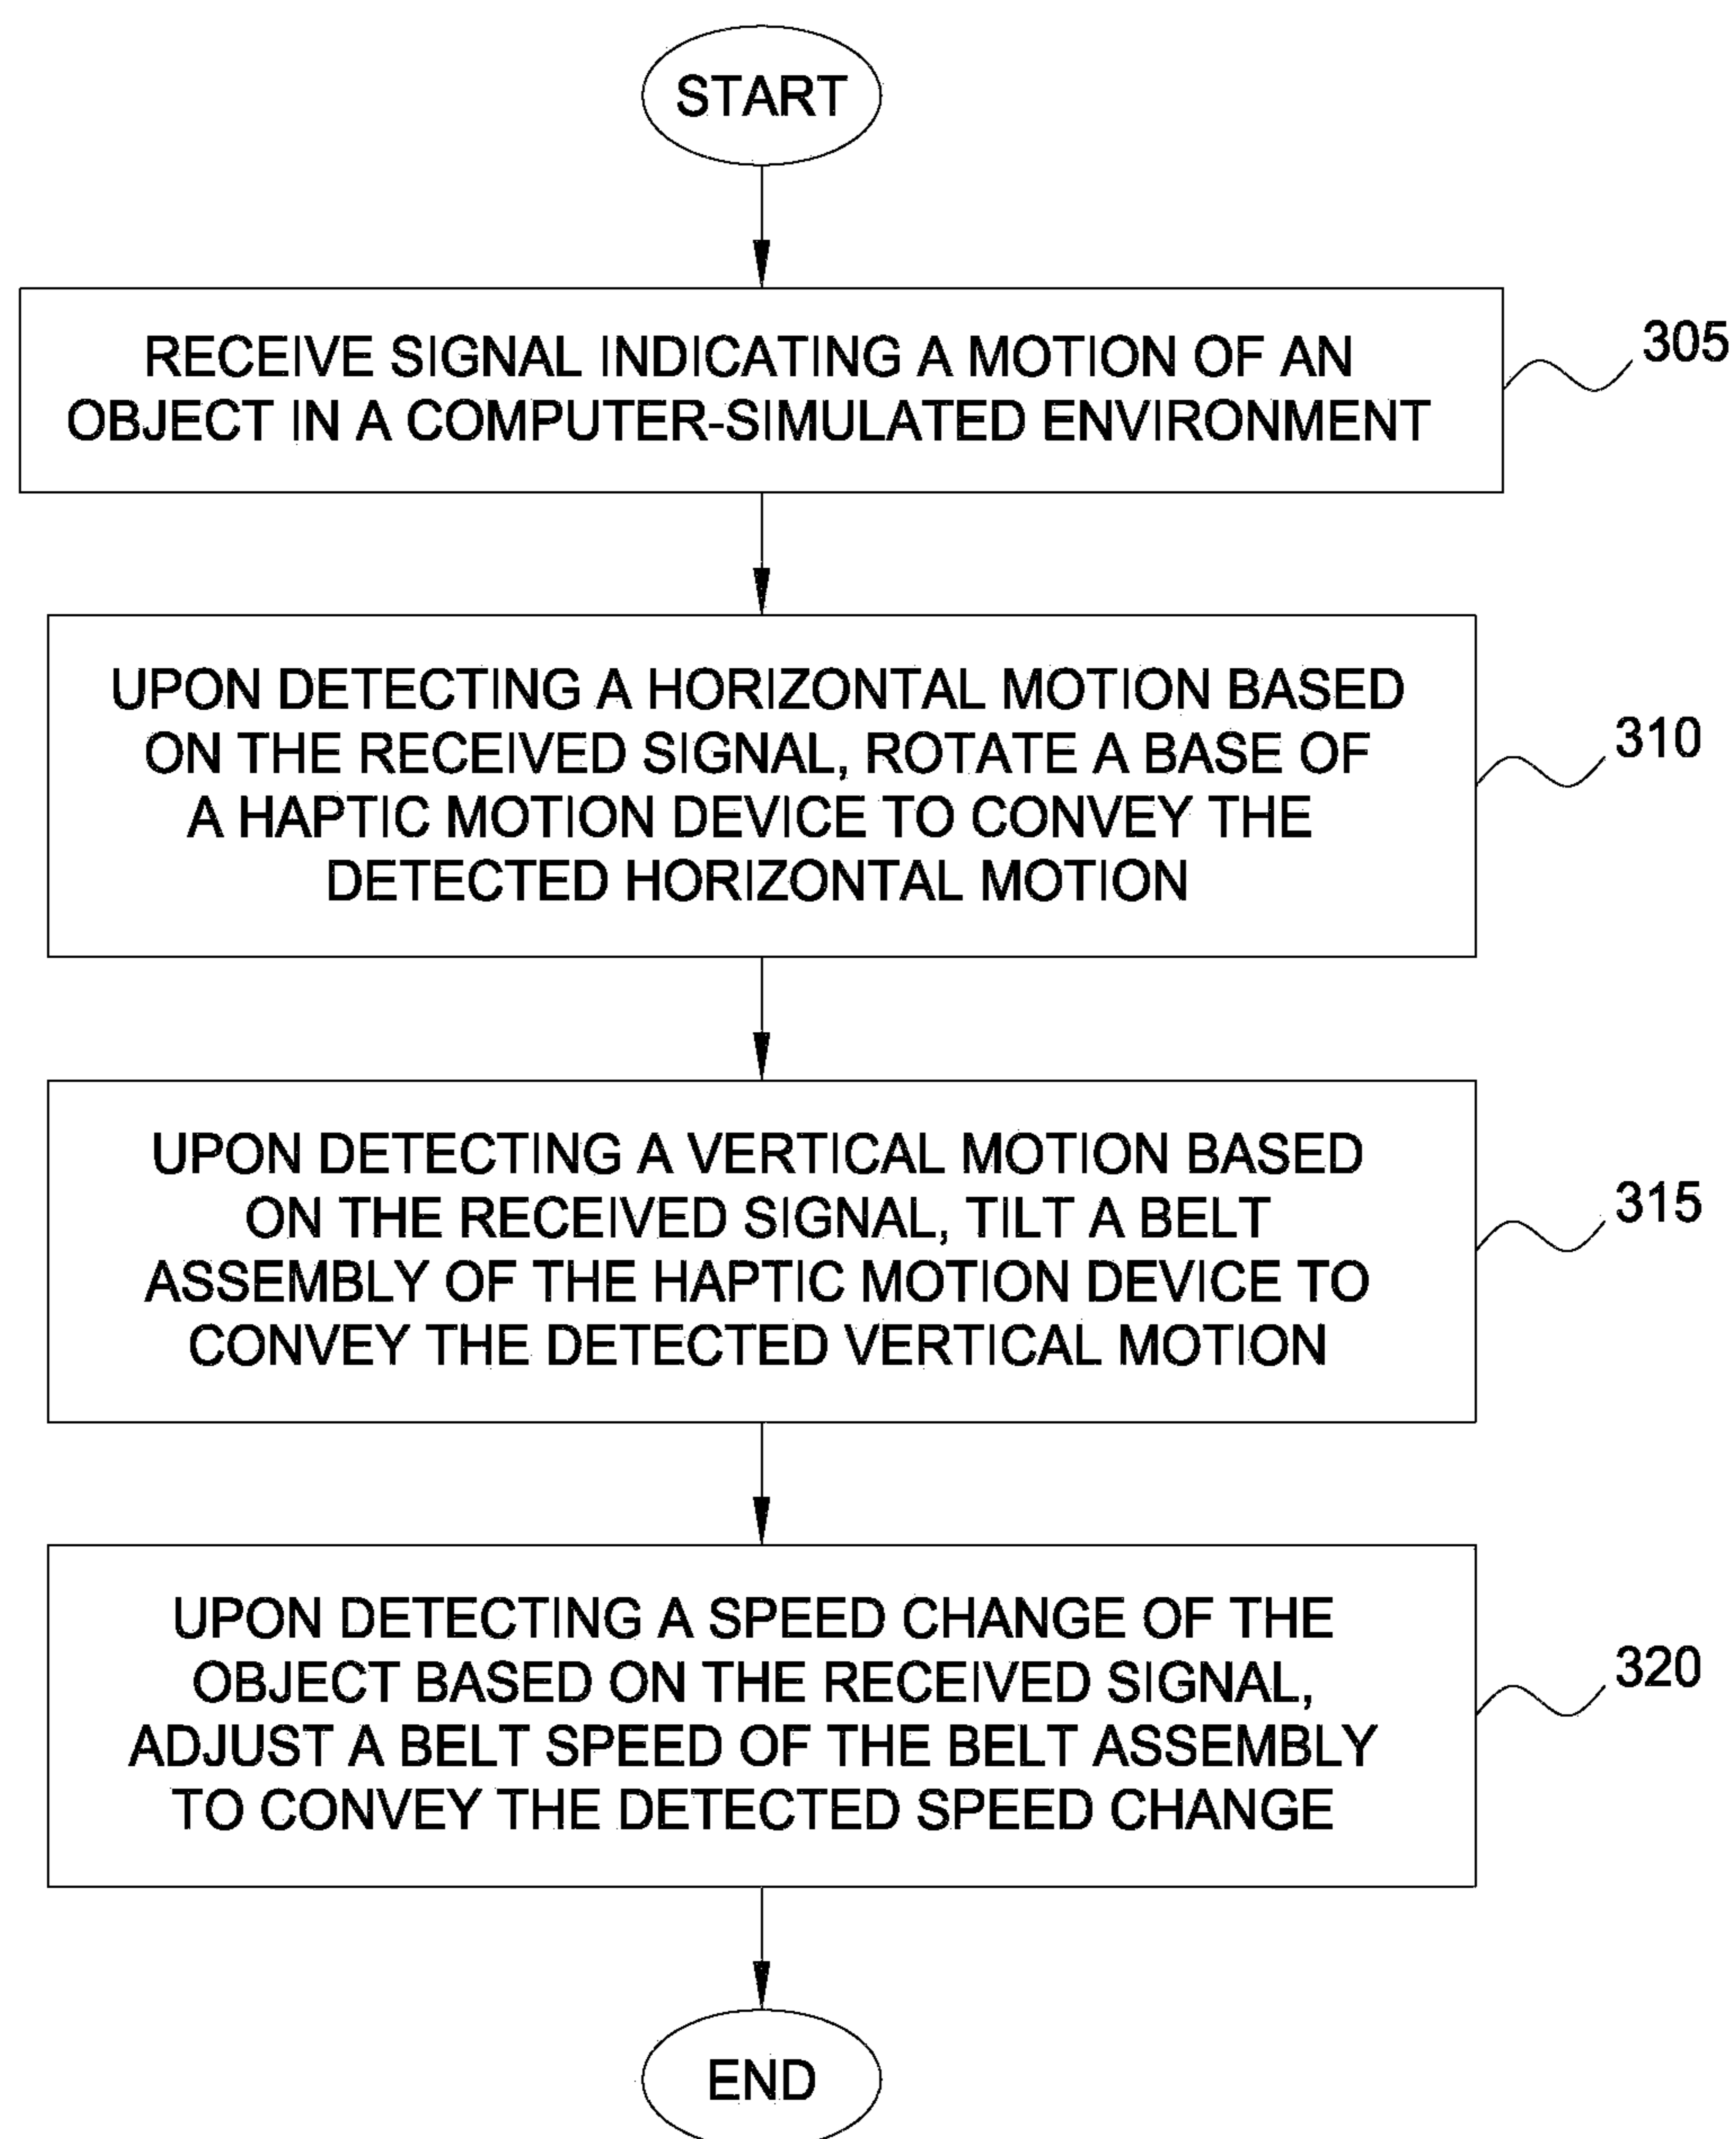 START
RECEIVE SIGNAL INDICATING A MOTION OF AN
OBJECT IN A COMPUTER-SIMULATED ENVIRONMENT
305
UPON DETECTING A HORIZONTAL MOTION BASED
ON THE RECEIVED SIGNAL, ROTATE A BASE OF
A HAPTIC MOTION DEVICE TO CONVEY THE
DETECTED HORIZONTAL MOTION
310
UPON DETECTING A VERTICAL MOTION BASED
ON THE RECEIVED SIGNAL, TILT A BELT
ASSEMBLY OF THE HAPTIC MOTION DEVICE TO
CONVEY THE DETECTED VERTICAL MOTION
315
UPON DETECTING A SPEED CHANGE OF THE
OBJECT BASED ON THE RECEIVED SIGNAL,
ADJUST A BELT SPEED OF THE BELT ASSEMBLY
TO CONVEY THE DETECTED SPEED CHANGE
320
END